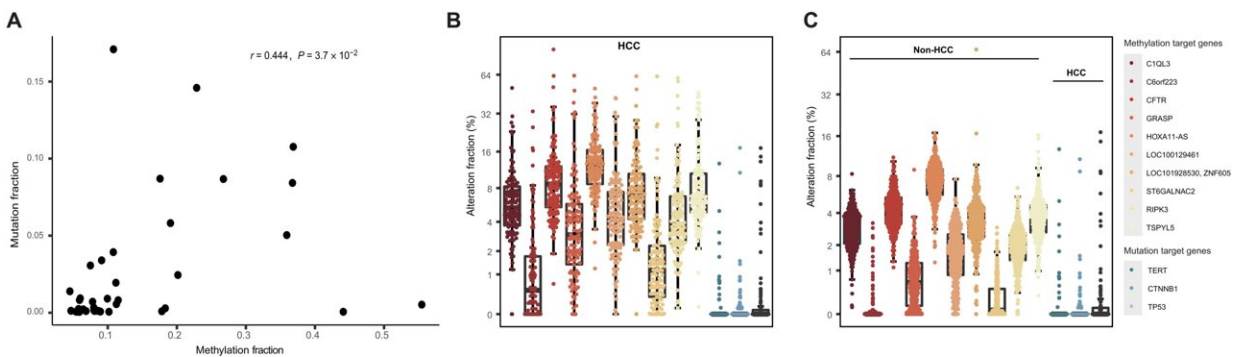 A
r = 0.444, P = 3.7 × 10⁻²
Mutation fraction
0.15
0.10
0.05
0.00
0.1
0.2
0.3
0.4
0.5
Methylation fraction
B
HCC
Alteration fraction (%)
64
32
16
8
4
2
1
0
C
Non-HCC
HCC
Alteration fraction (%)
64
32
16
8
4
2
1
0
Methylation target genes
C1QL3
C6orf223
CFTR
GRASP
HOXA11-AS
LOC100129461
LOC101928530, ZNF605
ST6GALNAC2
RIPK3
TSPYL5
Mutation target genes
TERT
CTNNB1
TP53